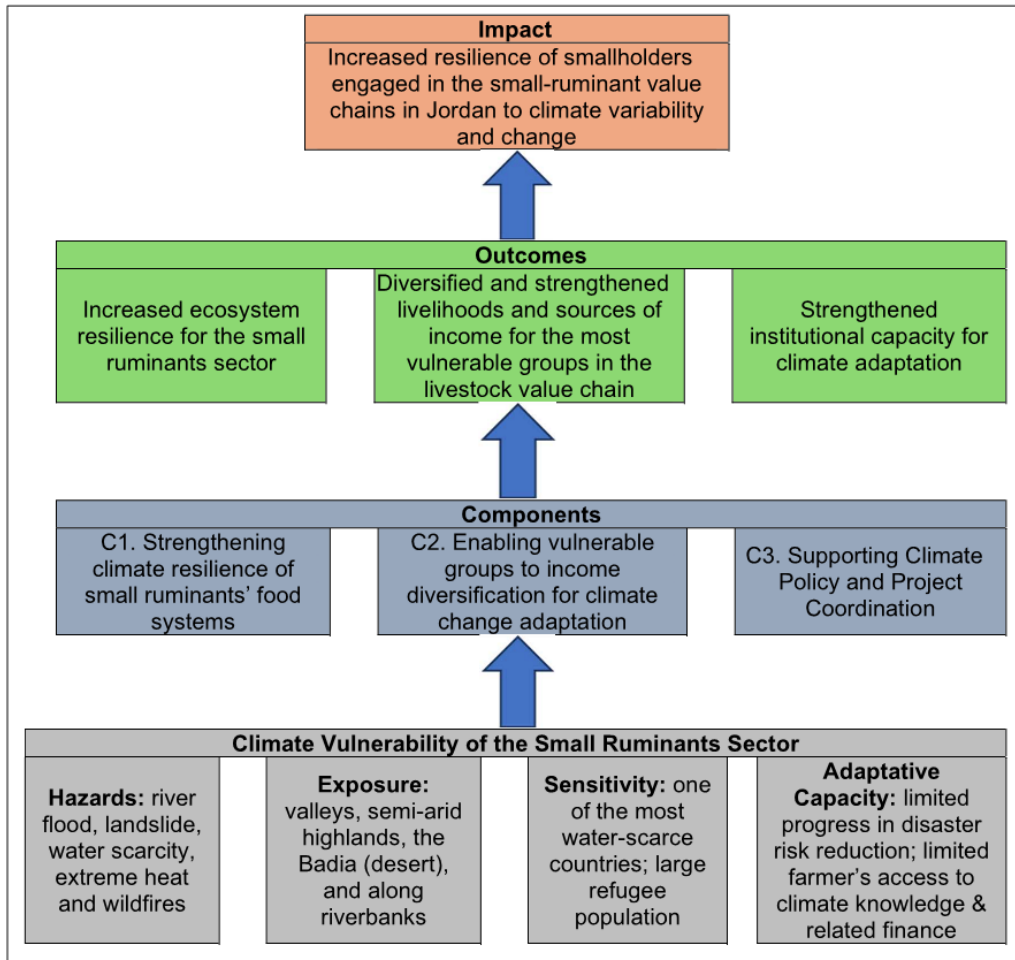 Impact
Increased resilience of smallholders
engaged in the small-ruminant value
chains in Jordan to climate variability
and change
Outcomes
Increased ecosystem
resilience for the small
ruminants sector
Diversified and strengthened
livelihoods and sources of
income for the most
vulnerable groups in the
livestock value chain
Strengthened
institutional capacity for
climate adaptation
Components
C1. Strengthening
climate resilience of
small ruminants’ food
systems
C2. Enabling vulnerable
groups to income
diversification for climate
change adaptation
C3. Supporting Climate
Policy and Project
Coordination
Climate Vulnerability of the Small Ruminants Sector
Hazards: river
flood, landslide,
water scarcity,
extreme heat
and wildfires
Exposure:
valleys, semi-arid
highlands, the
Badia (desert),
and along
riverbanks
Sensitivity: one
of the most
water-scarce
countries; large
refugee
population
Adaptative
Capacity: limited
progress in disaster
risk reduction; limited
farmer’s access to
climate knowledge &
related finance